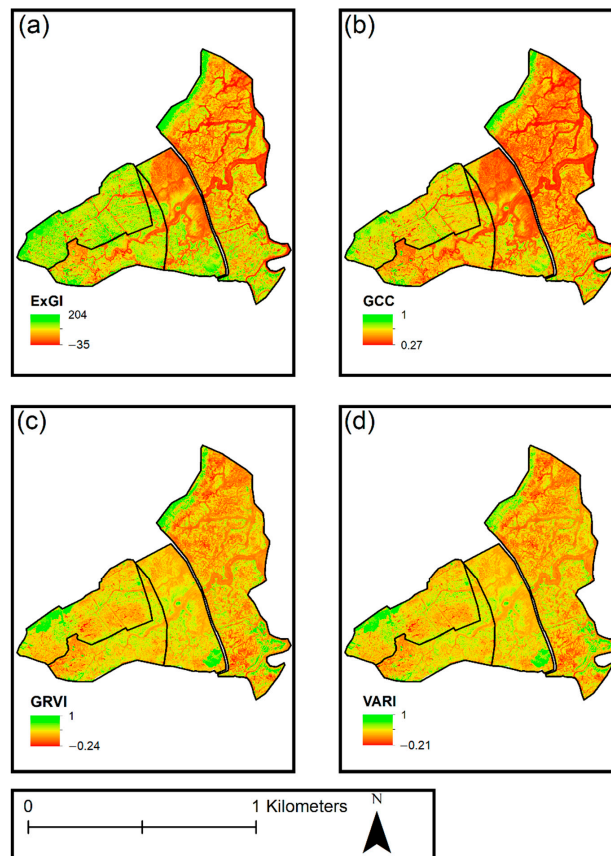 (a)
ExGI
204
−35
(b)
GCC
1
0.27
(c)
GRVI
1
−0.24
(d)
VARI
1
−0.21
0 1 Kilometers
N